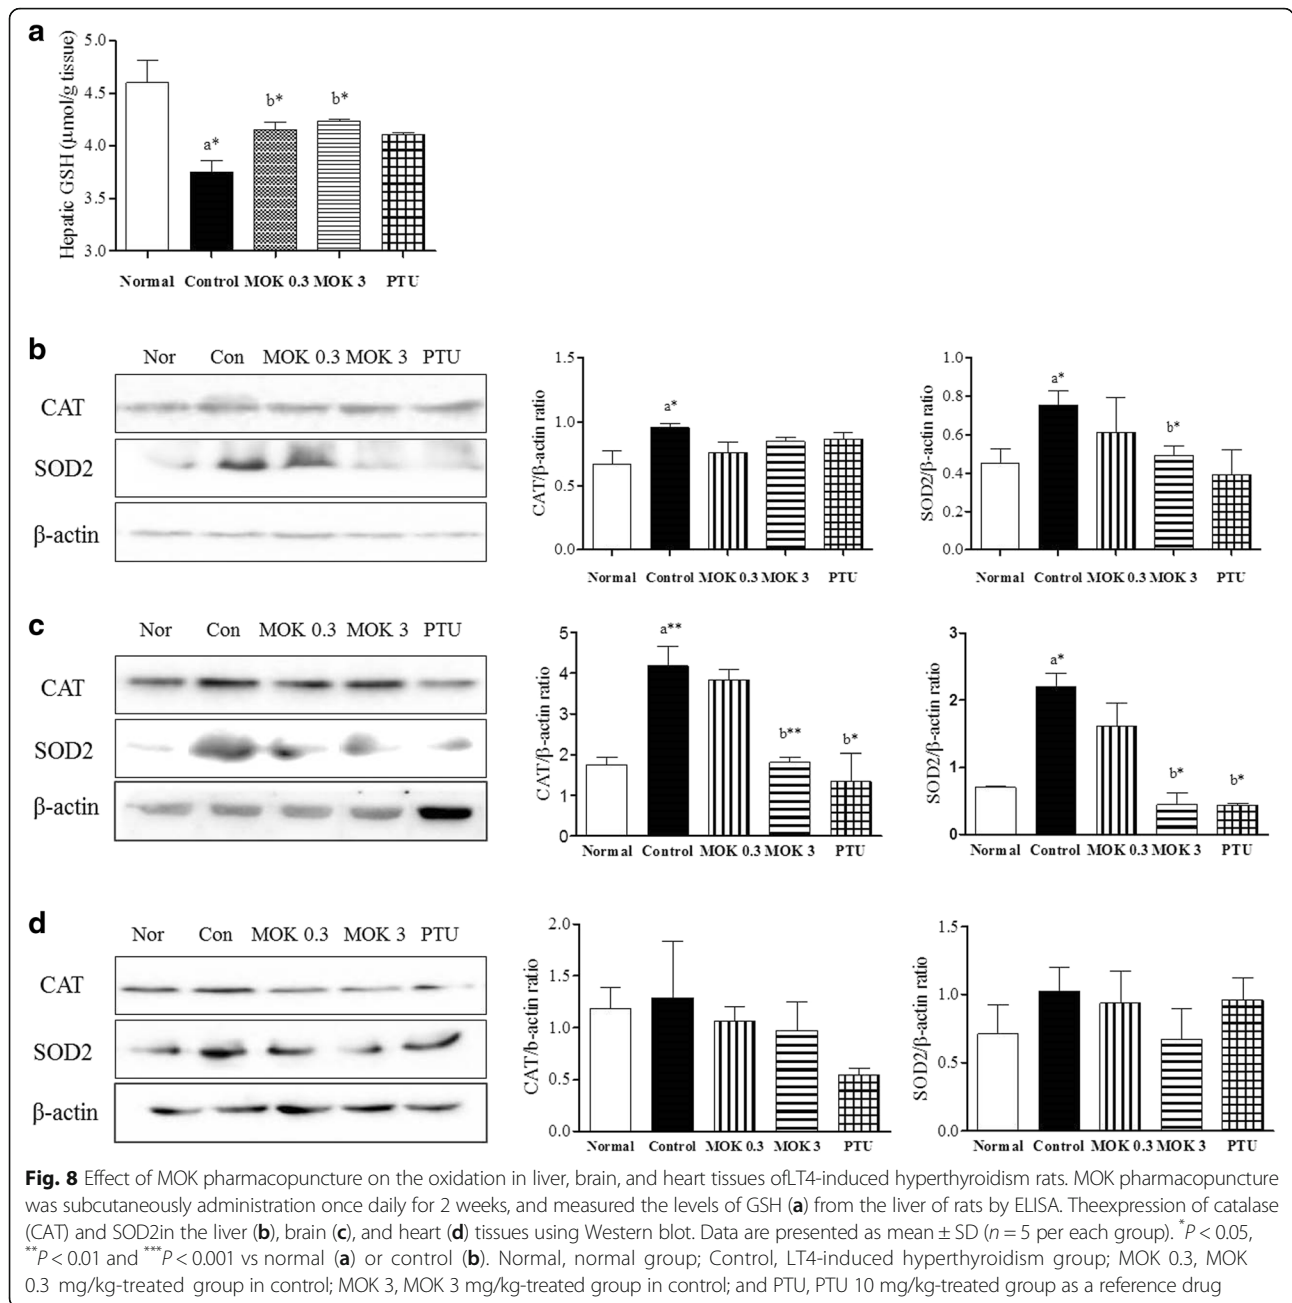 a
Hepatic GSH (μmol/g tissue)
5.0
4.5
4.0
3.5
3.0
a*
b*
b*
Normal Control MOK 0.3 MOK 3 PTU
b
Nor Con MOK 0.3 MOK 3 PTU
CAT
SOD2
β-actin
CAT/β-actin ratio
1.5
1.0
0.5
0.0
a*
Normal Control MOK 0.3 MOK 3 PTU
SOD2/β-actin ratio
1.0
0.8
0.6
0.4
0.2
0.0
a*
b*
Normal Control MOK 0.3 MOK 3 PTU
c
Nor Con MOK 0.3 MOK 3 PTU
CAT
SOD2
β-actin
CAT/β-actin ratio
5
4
3
2
1
0
a**
b**
b*
Normal Control MOK 0.3 MOK 3 PTU
SOD2/β-actin ratio
3
2
1
0
a*
b*
b*
Normal Control MOK 0.3 MOK 3 PTU
d
Nor Con MOK 0.3 MOK 3 PTU
CAT
SOD2
β-actin
CAT/b-actin ratio
2.0
1.5
1.0
0.5
0.0
Normal Control MOK 0.3 MOK 3 PTU
SOD2/β-actin ratio
1.5
1.0
0.5
0.0
Normal Control MOK 0.3 MOK 3 PTU
Fig. 8 Effect of MOK pharmacopuncture on the oxidation in liver, brain, and heart tissues ofLT4-induced hyperthyroidism rats. MOK pharmacopuncture
was subcutaneously administration once daily for 2 weeks, and measured the levels of GSH (a) from the liver of rats by ELISA. Theexpression of catalase
(CAT) and SOD2in the liver (b), brain (c), and heart (d) tissues using Western blot. Data are presented as mean ± SD (n = 5 per each group). *P < 0.05,
**P < 0.01 and ***P < 0.001 vs normal (a) or control (b). Normal, normal group; Control, LT4-induced hyperthyroidism group; MOK 0.3, MOK
0.3 mg/kg-treated group in control; MOK 3, MOK 3 mg/kg-treated group in control; and PTU, PTU 10 mg/kg-treated group as a reference drug